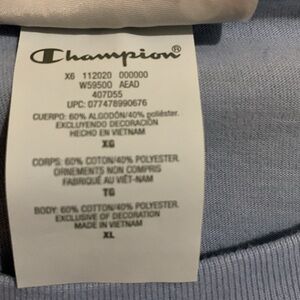 Champion®
X6 112020 000000
W59500 AEAD
407D55
UPC: 077478990676
CUERPO: 60% ALGODÓN/40% poliéster.
EXCLUYENDO DECORACIÓN
HECHO EN VIETNAM
XG
CORPS: 60% COTON/40% POLYESTER.
ORNEMENTS NON COMPRIS
FABRIQUÉ AU VIÊT-NAM
TG
BODY: 60% COTTON/40% POLYESTER.
EXCLUSIVE OF DECORATION
MADE IN VIETNAM
XL